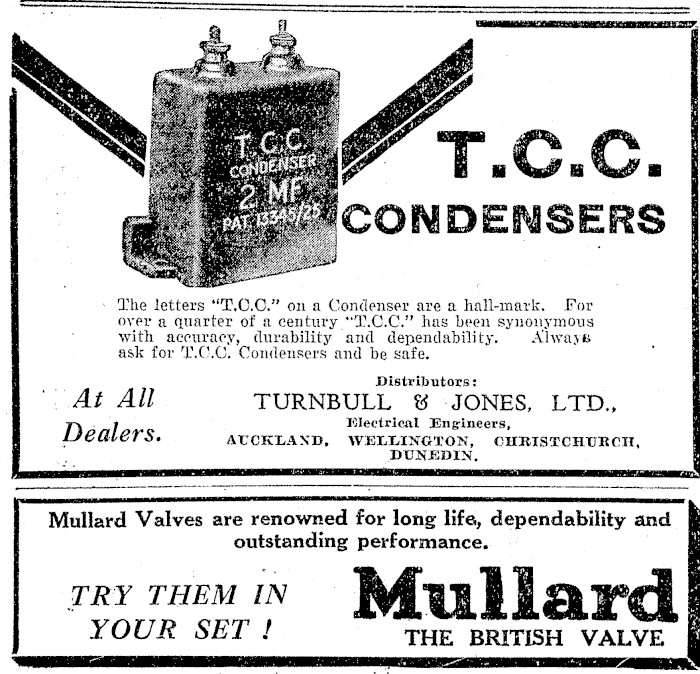 T.C.C.
CONDENSER
2 MF
PAT. 13345/25
T.C.C.
CONDENSERS
The letters "T.C.C." on a Condenser are a hall-mark. For
over a quarter of a century "T.C.C." has been synonymous
with accuracy, durability and dependability. Always
ask for T.C.C. Condensers and be safe.
At All
Dealers.
Distributors:
TURNBULL & JONES, LTD.,
Electrical Engineers,
AUCKLAND, WELLINGTON, CHRISTCHURCH,
DUNEDIN.
Mullard Valves are renowned for long life, dependability and
outstanding performance.
TRY THEM IN
YOUR SET !
Mullard
THE BRITISH VALVE